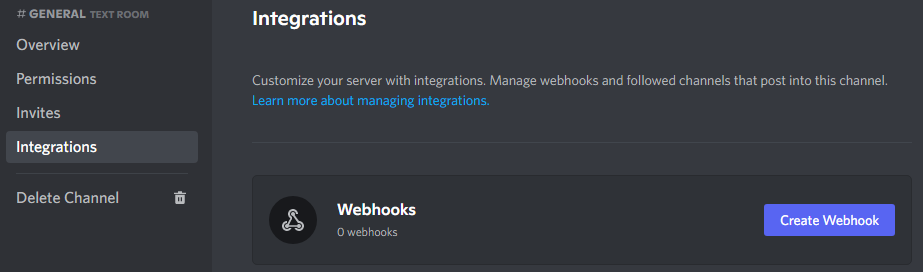 # GENERAL TEXT ROOM
Overview
Permissions
Invites
Integrations
Delete Channel
Integrations
Customize your server with integrations. Manage webhooks and followed channels that post into this channel.
Learn more about managing integrations.
Webhooks
0 webhooks
Create Webhook